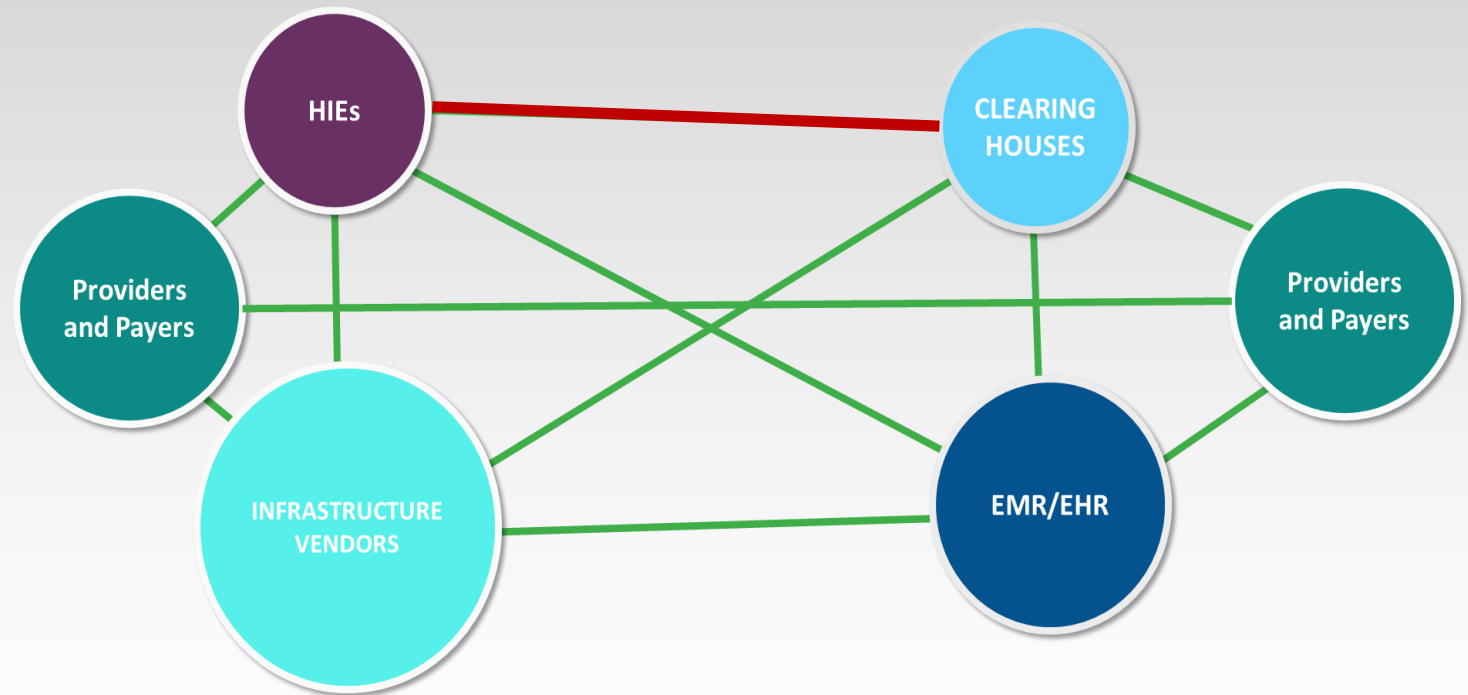 HIEs
CLEARING
HOUSES
Providers
and Payers
Providers
and Payers
INFRASTRUCTURE
VENDORS
EMR/EHR